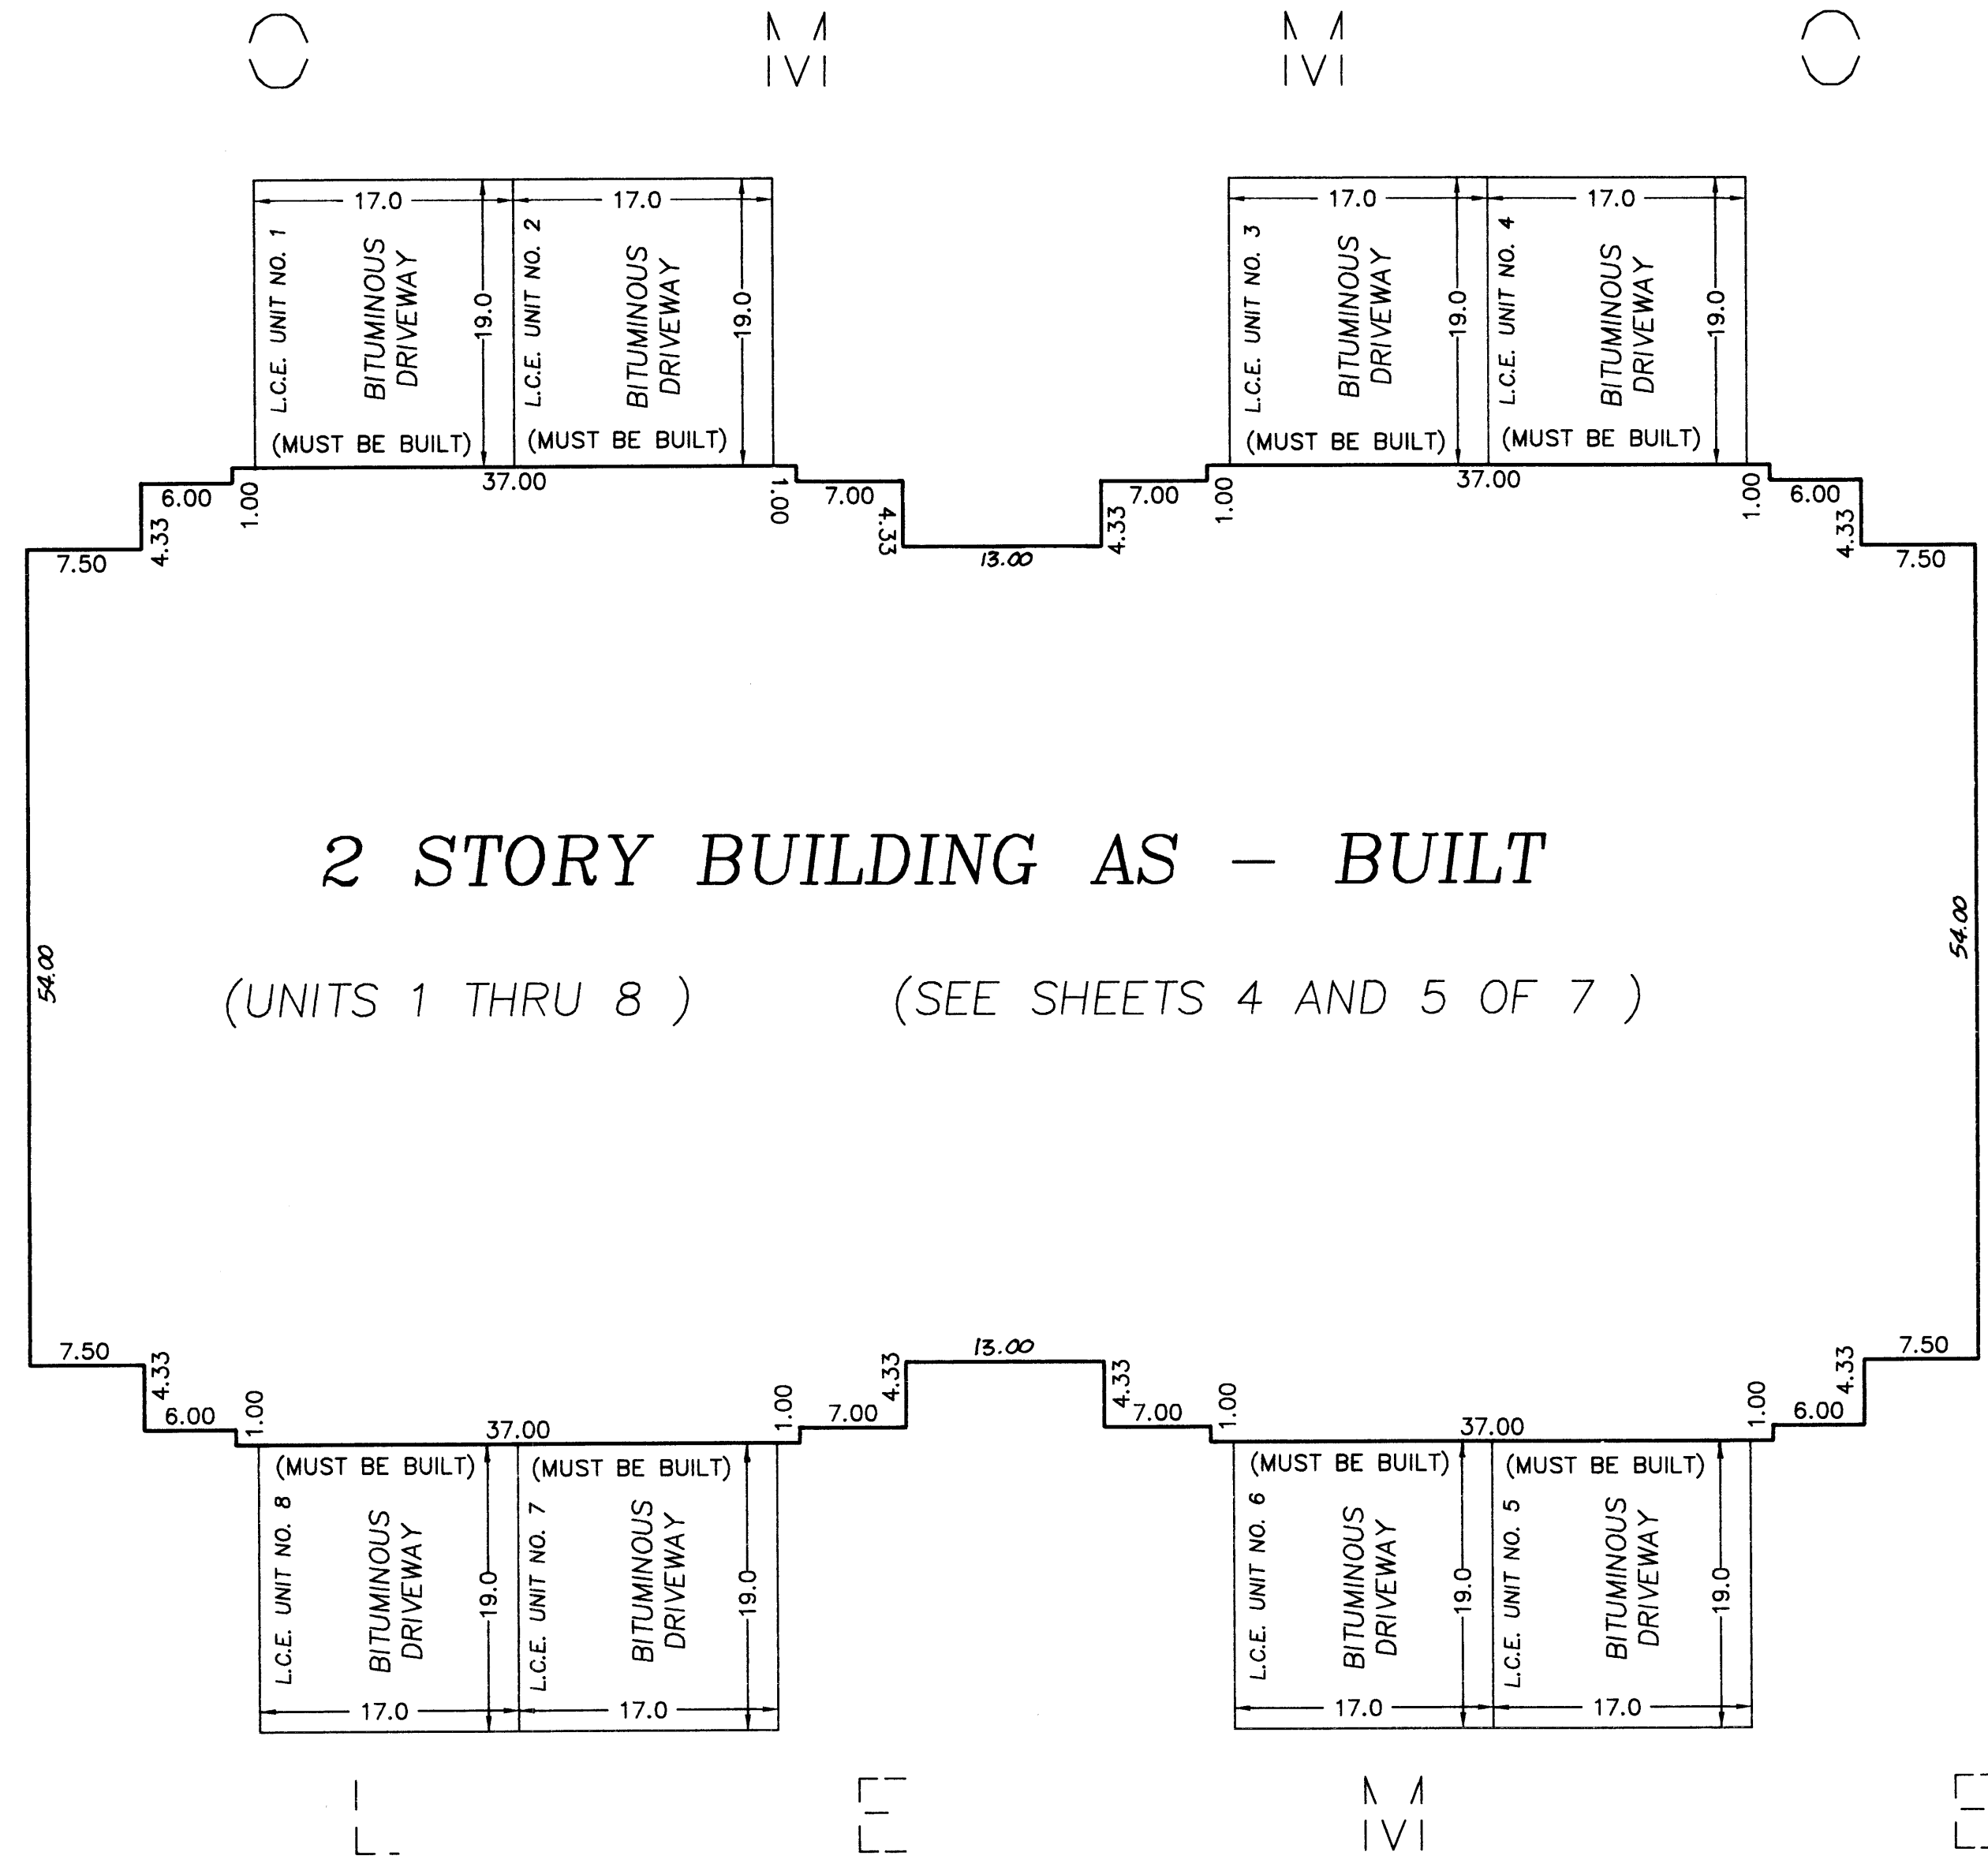 O M M O
17.0 17.0 17.0 17.0
L.C.E. UNIT NO. 1
BITUMINOUS
DRIVEWAY
19.0
(MUST BE BUILT)
L.C.E. UNIT NO. 2
BITUMINOUS
DRIVEWAY
19.0
(MUST BE BUILT)
L.C.E. UNIT NO. 3
BITUMINOUS
DRIVEWAY
19.0
(MUST BE BUILT)
L.C.E. UNIT NO. 4
BITUMINOUS
DRIVEWAY
19.0
(MUST BE BUILT)
7.50 4.33 6.00 1.00 37.00 1.00 7.00 4.33 13.00 4.33 7.00 1.00 37.00 1.00 6.00 4.33 7.50
2 STORY BUILDING AS - BUILT
54.00 54.00
(UNITS 1 THRU 8 ) (SEE SHEETS 4 AND 5 OF 7 )
7.50 4.33 6.00 1.00 37.00 1.00 7.00 4.33 13.00 4.33 7.00 1.00 37.00 1.00 6.00 4.33 7.50
(MUST BE BUILT)
L.C.E. UNIT NO. 8
BITUMINOUS
DRIVEWAY
19.0
(MUST BE BUILT)
L.C.E. UNIT NO. 7
BITUMINOUS
DRIVEWAY
19.0
(MUST BE BUILT)
L.C.E. UNIT NO. 6
BITUMINOUS
DRIVEWAY
19.0
(MUST BE BUILT)
L.C.E. UNIT NO. 5
BITUMINOUS
DRIVEWAY
19.0
17.0 17.0 17.0 17.0
L E M E